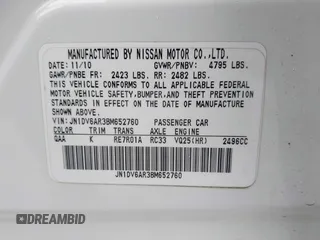 MANUFACTURED BY NISSAN MOTOR CO.,LTD.
DATE: 11/10 GVWR/PNBV: 4795 LBS.
GAWR/PNBE FR: 2423 LBS. RR: 2482 LBS.
THIS VEHICLE CONFORMS TO ALL APPLICABLE FEDERAL
MOTOR VEHICLE SAFETY,BUMPER,AND THEFT PREVENTION
STANDARDS IN EFFECT ON THE DATE OF MANUFACTURE
SHOWN ABOVE.
VIN: JN1DV6AR3BM652760 PASSENGER CAR
COLOR TRIM TRANS AXLE ENGINE
QAA K RE7R01A RC33 VQ25(HR) 2496CC
JN1DV6AR3BM652760
DREAMBID
dreambid.com